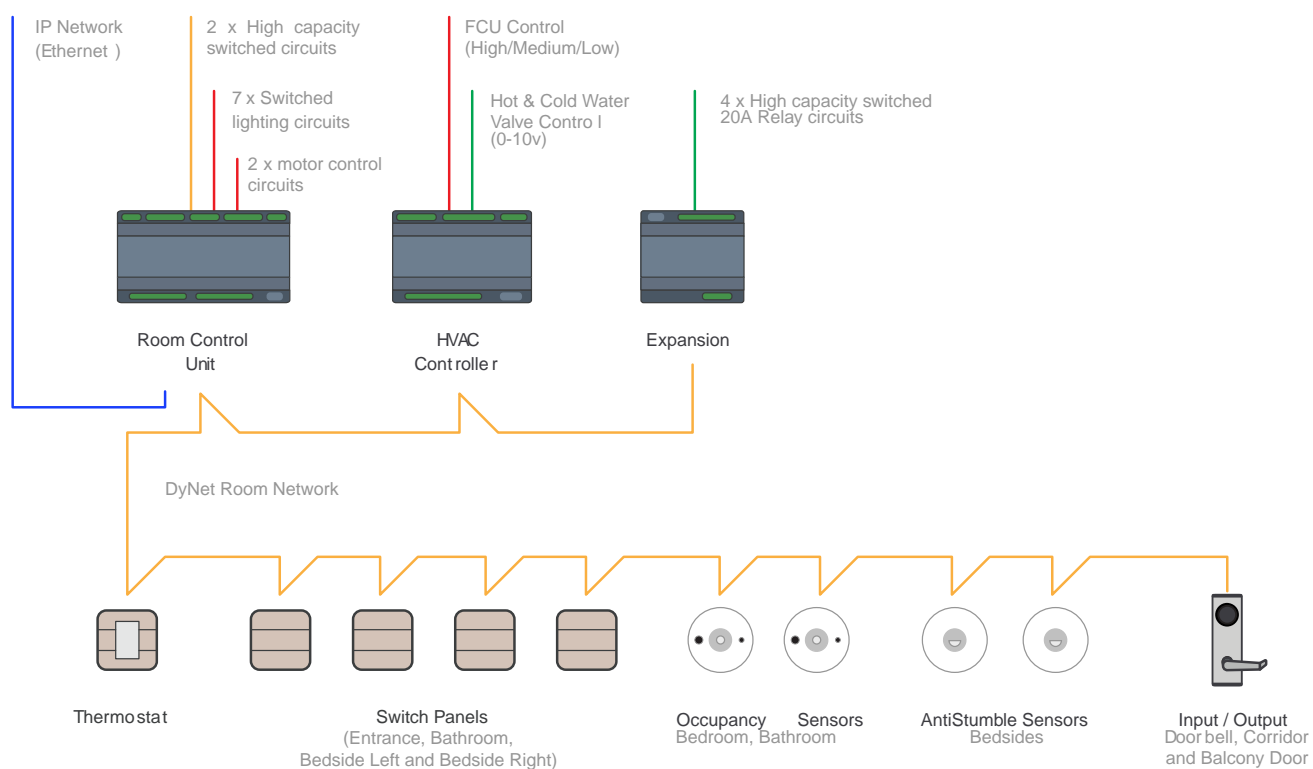 IP Network
(Ethernet )
2 x High capacity
switched circuits
7 x Switched
lighting circuits
2 x motor control
circuits
FCU Control
(High/Medium/Low)
Hot & Cold Water
Valve Contro l
(0-10v)
4 x High capacity switched
20A Relay circuits
Room Control
Unit
HVAC
Cont rolle r
Expansion
DyNet Room Network
Thermo stat
Switch Panels
(Entrance, Bathroom,
Bedside Left and Bedside Right)
Occupancy Sensors
Bedroom, Bathroom
AntiStumble Sensors
Bedsides
Input / Output
Door bell, Corridor
and Balcony Door